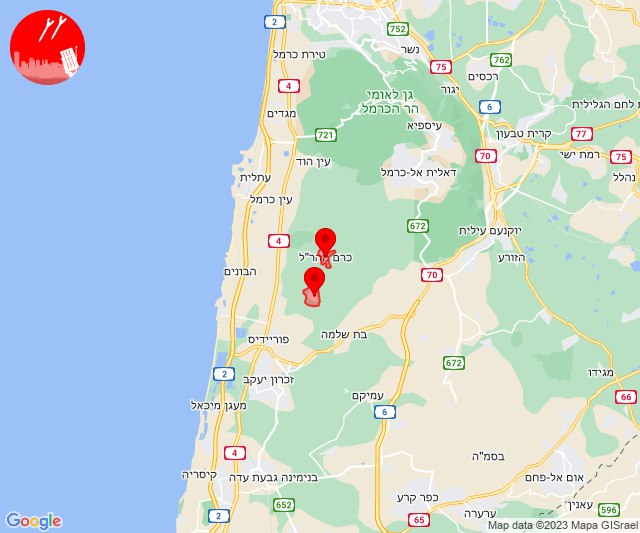 2
752
נשר
טירת כרמל
75
762
רכסים
4
יגור
גן לאומי
הר הכרמל
6
לחם הגלילית
מגדים
עיספיא
721
קרית טבעון
77
70
רמת ישי
75
עין הוד
דאלית אל-כרמל
נהלל
עתלית
עין כרמל
672
יוקנעם עילית
4
כרם מהר"ל
הזורע
הבונים
70
פוריידיס
בת שלמה
672
מגידו
2
זכרון יעקב
עמיקם
66
מעגן מיכאל
6
4
בסמ"ה
קיסריה
בנימינה גבעת עדה
אום אל-פחם
652
כפר קרע
596
עאנין
2
65
ערערה
Google
Map data ©2023 Mapa GISrael